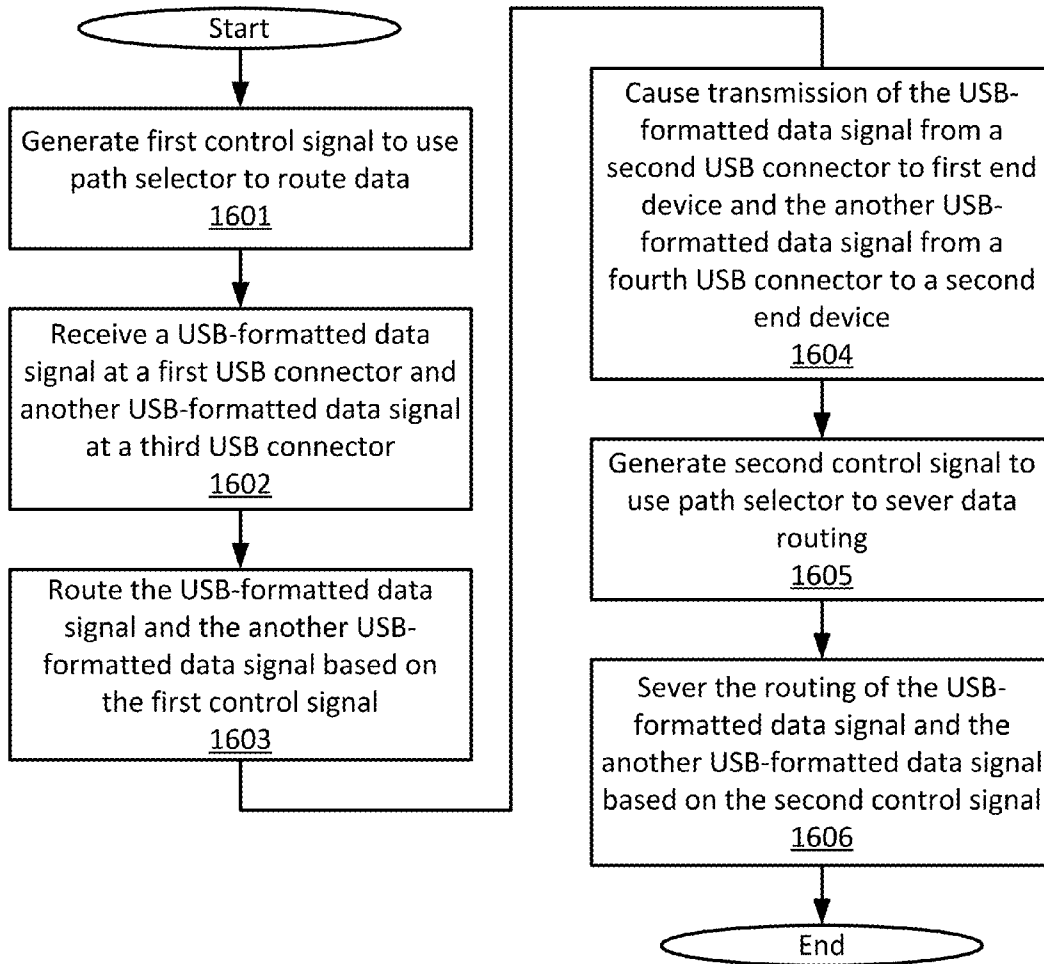 Start
Generate first control signal to use
path selector to route data
1601
Receive a USB-formatted data
signal at a first USB connector and
another USB-formatted data signal
at a third USB connector
1602
Route the USB-formatted data
signal and the another USB-
formatted data signal based on
the first control signal
1603
Cause transmission of the USB-
formatted data signal from a
second USB connector to first end
device and the another USB-
formatted data signal from a
fourth USB connector to a second
end device
1604
Generate second control signal to
use path selector to sever data
routing
1605
Sever the routing of the USB-
formatted data signal and the
another USB-formatted data signal
based on the second control signal
1606
End